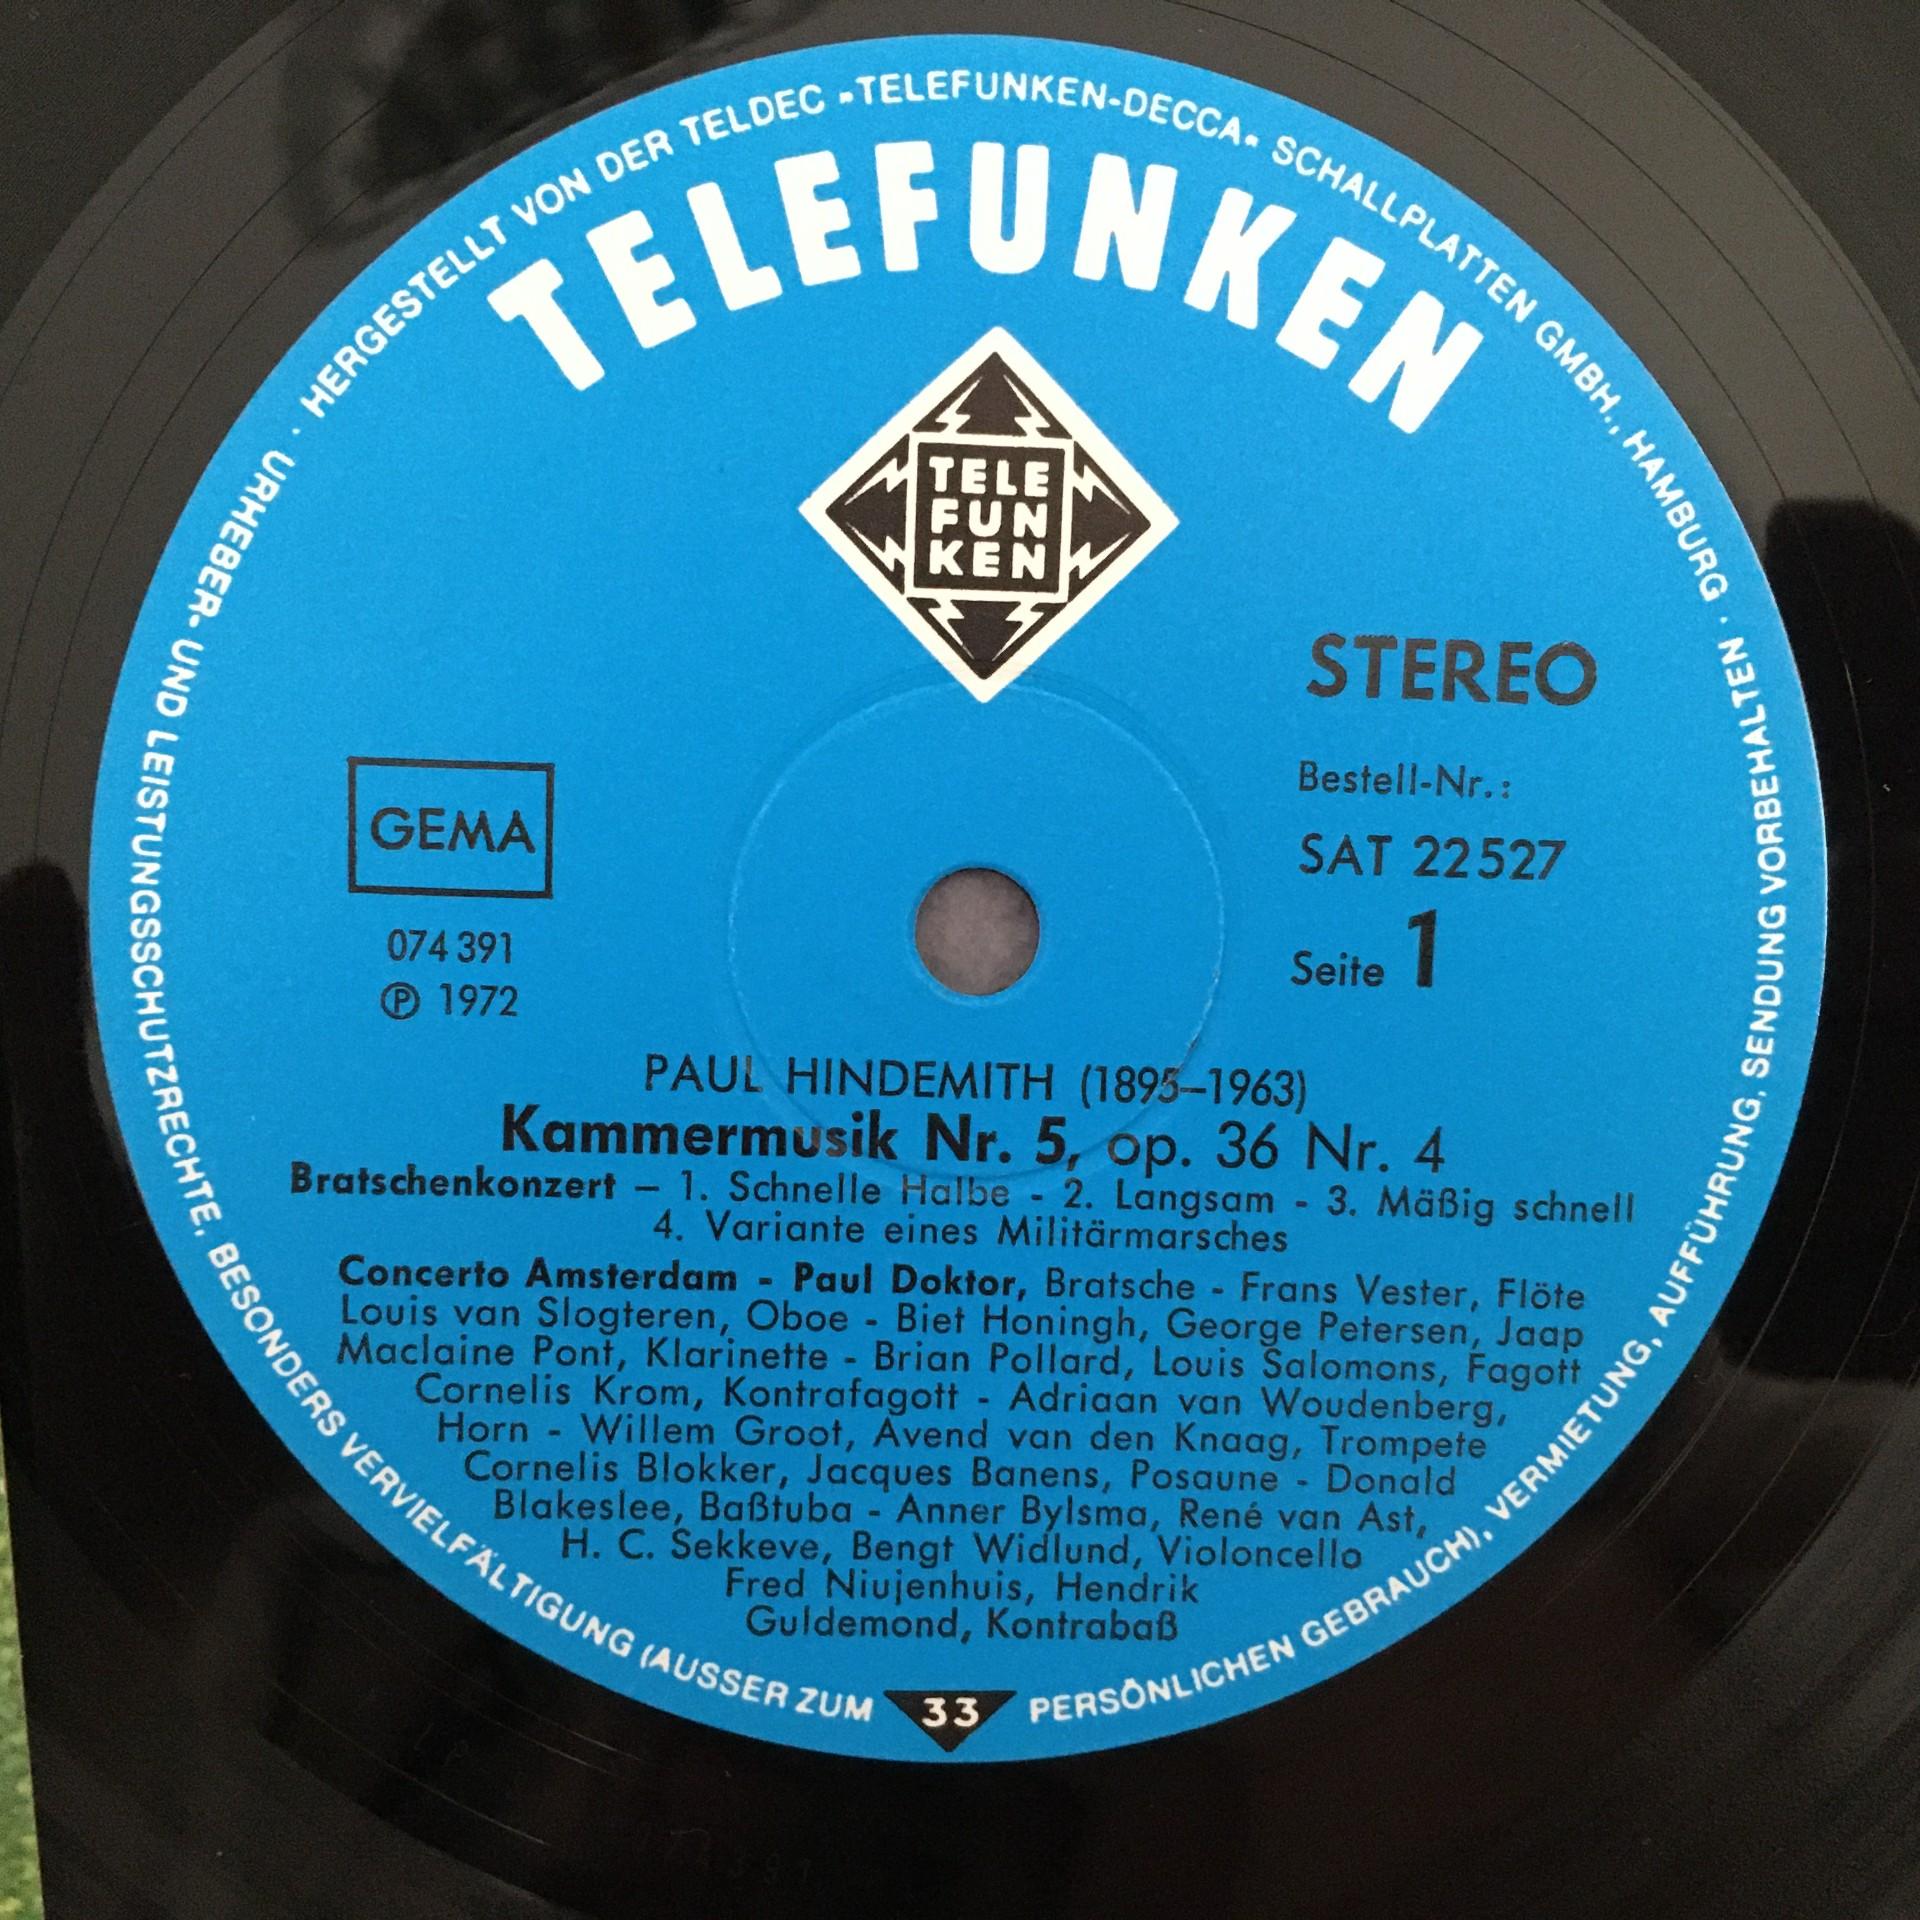 HERGESTELLT VON DER TELDEC »TELEFUNKEN-DECCA« SCHALLPLATTEN GMBH., HAMBURG ·
TELEFUNKEN
TELE
FUN
KEN
STEREO
Bestell-Nr.:
SAT 22527
Seite 1
GEMA
074 391
Ⓟ 1972
PAUL HINDEMITH (1895–1963)
Kammermusik Nr. 5, op. 36 Nr. 4
Bratschenkonzert – 1. Schnelle Halbe - 2. Langsam - 3. Mäßig schnell
4. Variante eines Militärmarsches
Concerto Amsterdam - Paul Doktor, Bratsche - Frans Vester, Flöte
Louis van Slogteren, Oboe - Biet Honingh, George Petersen, Jaap
Maclaine Pont, Klarinette - Brian Pollard, Louis Salomons, Fagott
Cornelis Krom, Kontrafagott - Adriaan van Woudenberg,
Horn - Willem Groot, Avend van den Knaag, Trompete
Cornelis Blokker, Jacques Banens, Posaune - Donald
Blakeslee, Baßtuba - Anner Bylsma, René van Ast,
H. C. Sekkeve, Bengt Widlund, Violoncello
Fred Niujenhuis, Hendrik
Guldemond, Kontrabaß
URHEBER- UND LEISTUNGSSCHUTZRECHTE, BESONDERS VERVIELFÄLTIGUNG (AUSSER ZUM PERSÖNLICHEN GEBRAUCH), VERMIETUNG, AUFFÜHRUNG, SENDUNG VORBEHALTEN ·
33